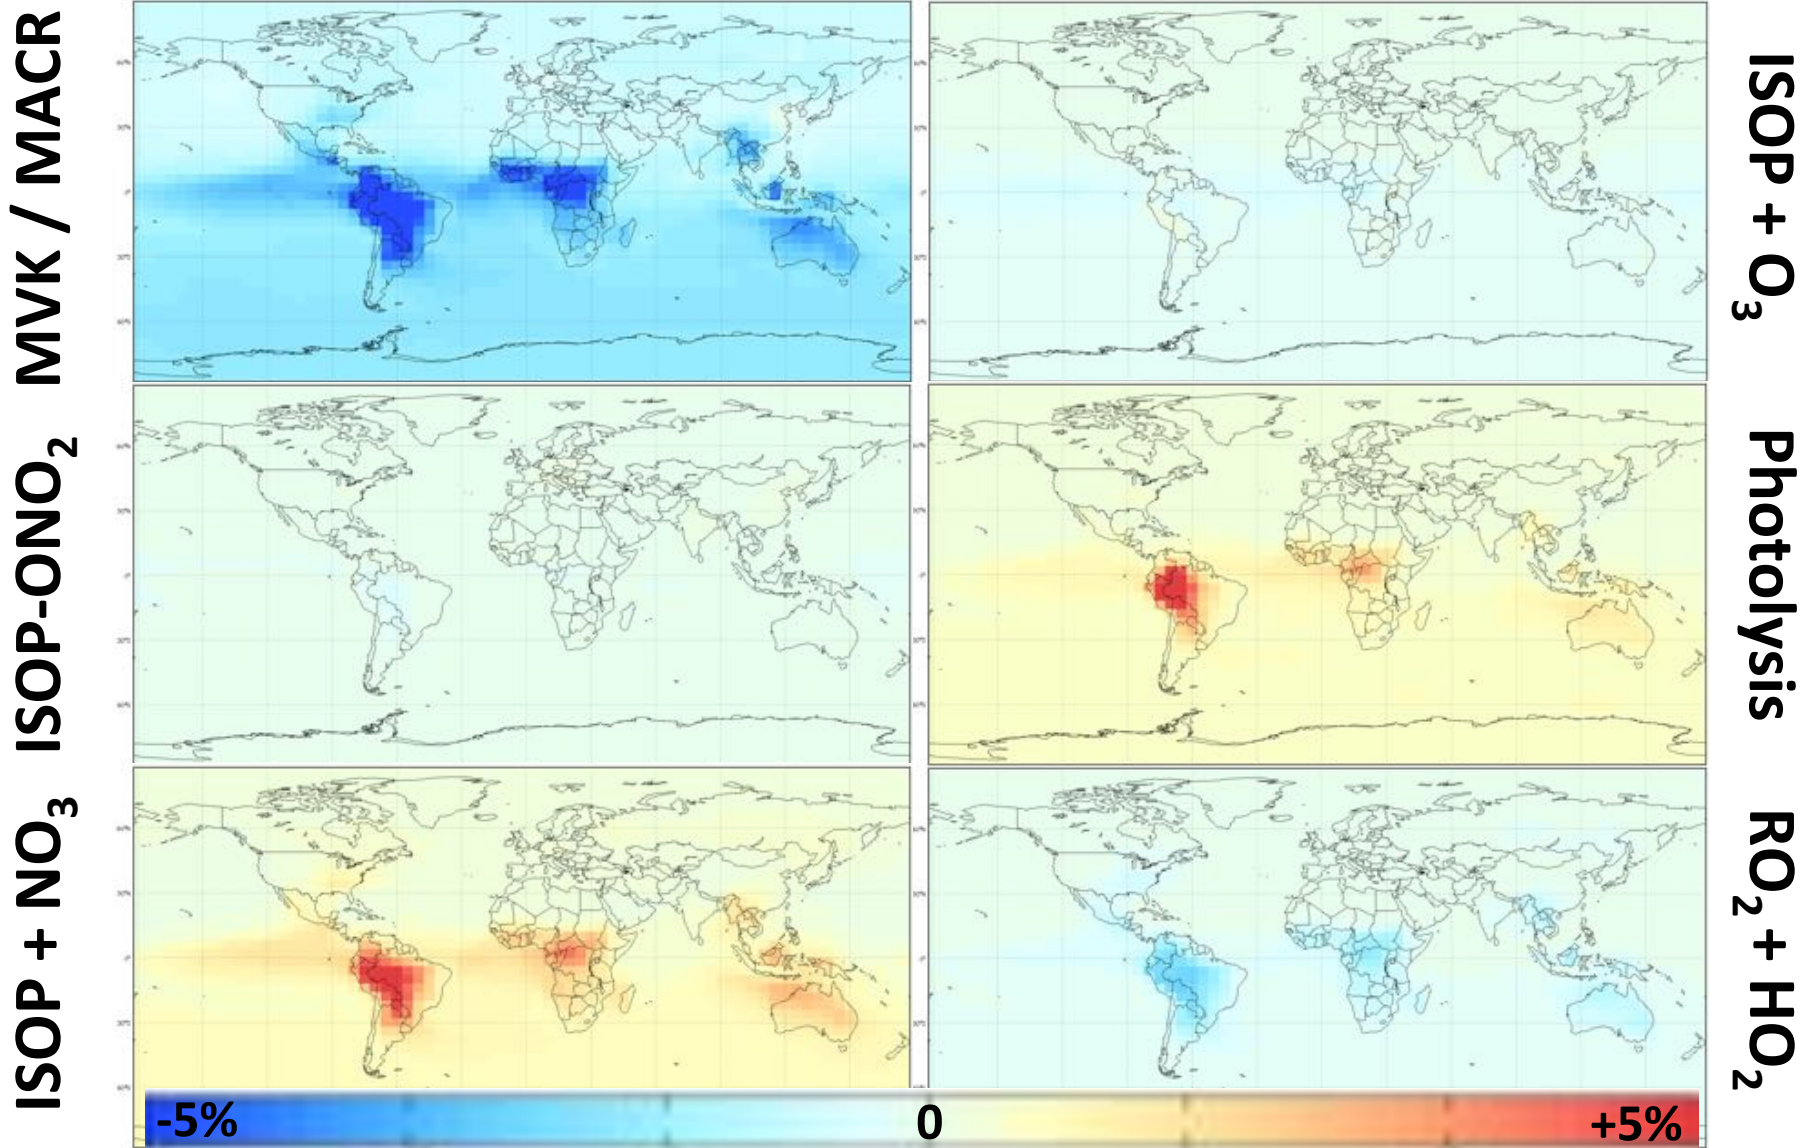 MVK / MACR
ISOP + O₃
ISOP-ONO₂
Photolysis
ISOP + NO₃
RO₂ + HO₂
-5%
0
+5%